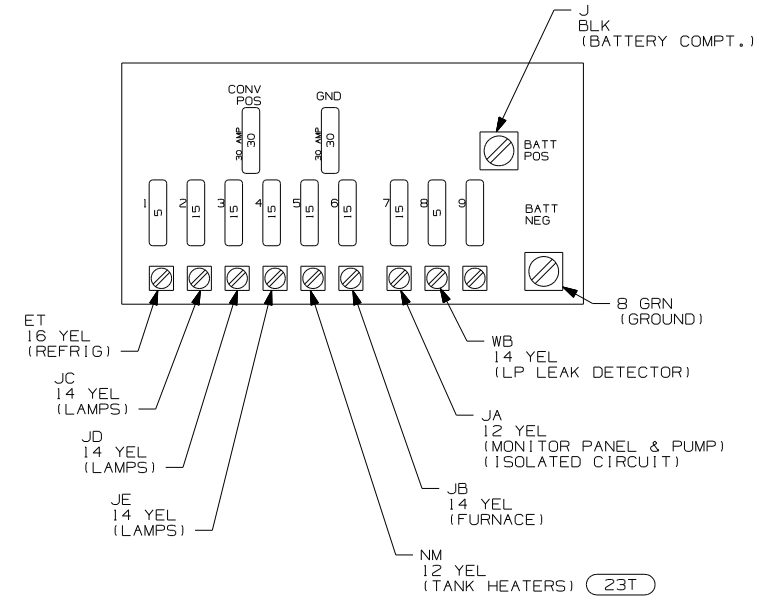 J
BLK
(BATTERY COMPT.)
CONV
POS
GND
30 AMP
30
30 AMP
30
BATT
POS
1
5
2
15
3
15
4
15
5
15
6
15
7
15
8
5
9
BATT
NEG
8 GRN
(GROUND)
ET
16 YEL
(REFRIG)
WB
14 YEL
(LP LEAK DETECTOR)
JC
14 YEL
(LAMPS)
JA
12 YEL
(MONITOR PANEL & PUMP)
(ISOLATED CIRCUIT)
JD
14 YEL
(LAMPS)
JB
14 YEL
(FURNACE)
JE
14 YEL
(LAMPS)
NM
12 YEL
(TANK HEATERS) 23T